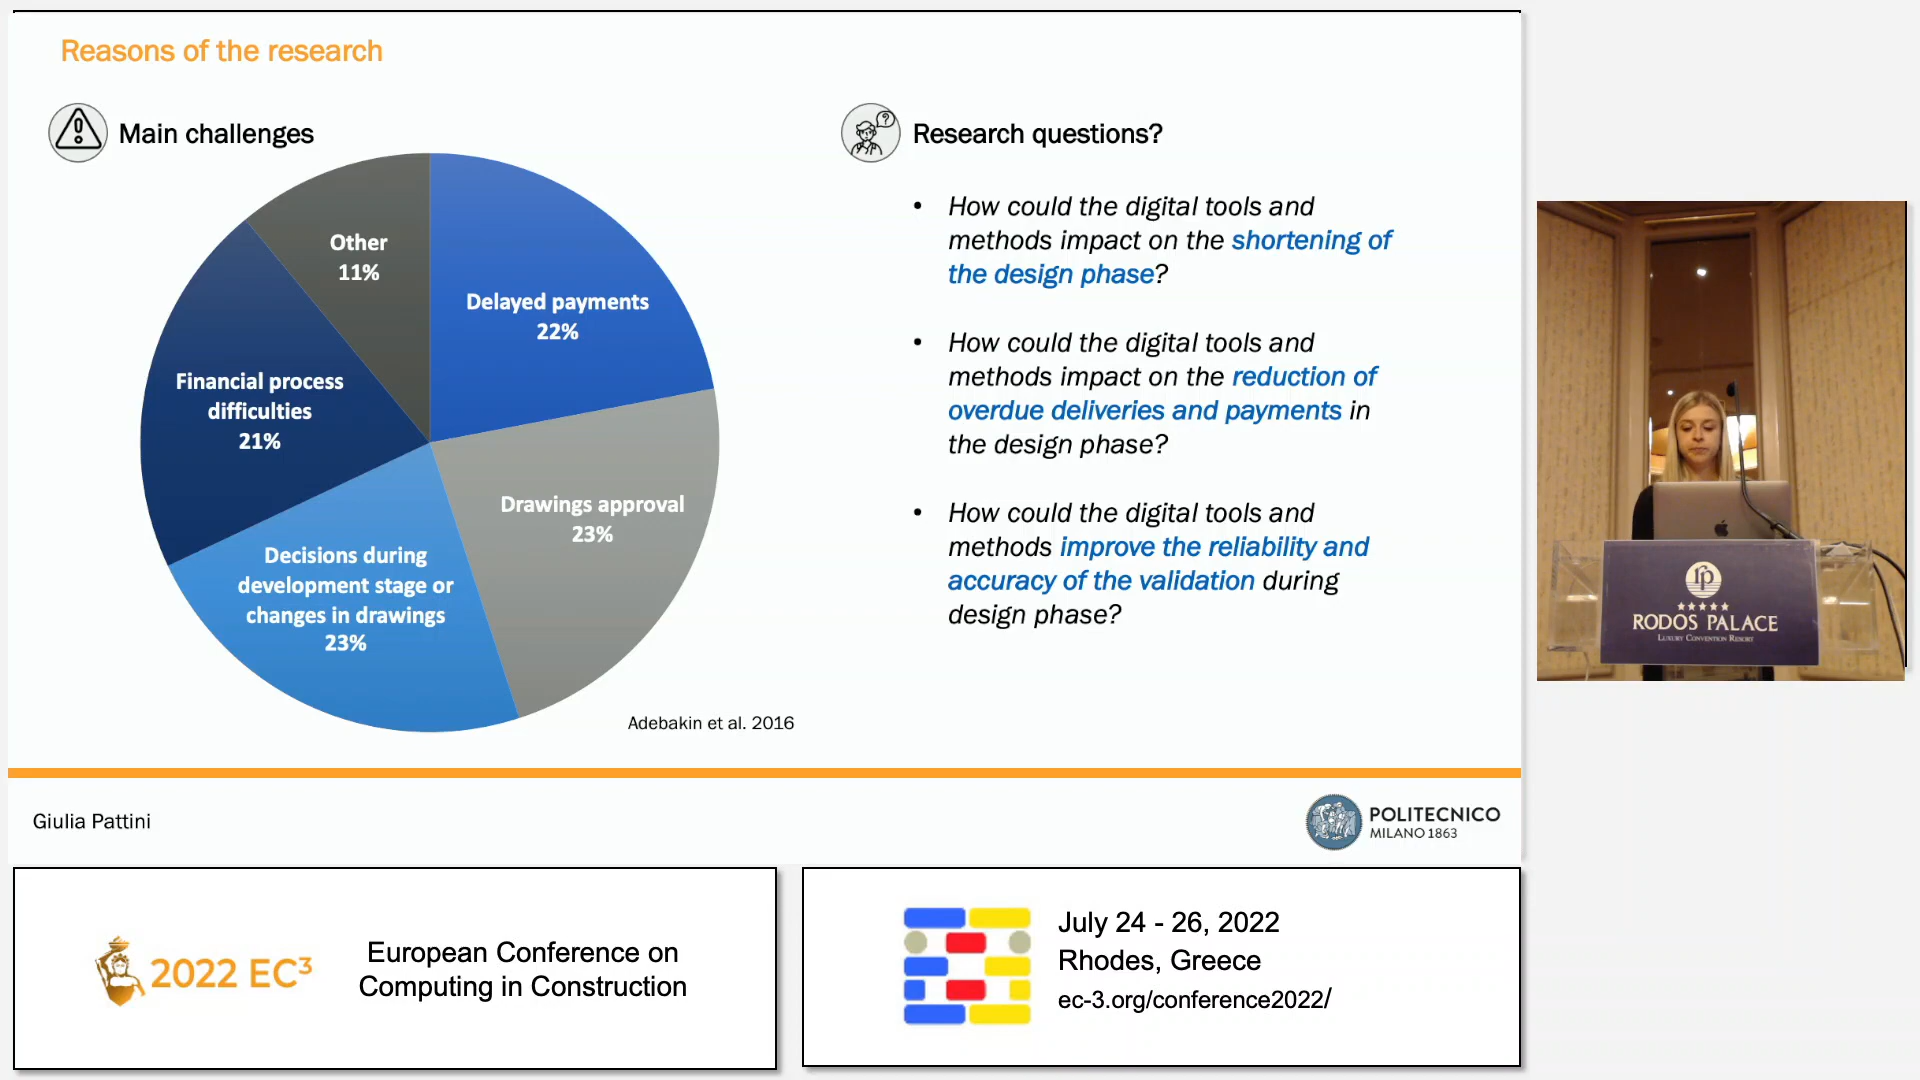 Reasons of the research
Main challenges
Other
11%
Delayed payments
22%
Financial process
difficulties
21%
Drawings approval
23%
Decisions during
development stage or
changes in drawings
23%
Adebakin et al. 2016
Research questions?
• How could the digital tools and
methods impact on the shortening of
the design phase?
• How could the digital tools and
methods impact on the reduction of
overdue deliveries and payments in
the design phase?
• How could the digital tools and
methods improve the reliability and
accuracy of the validation during
design phase?
Giulia Pattini
POLITECNICO
MILANO 1863
rp
RODOS PALACE
LUXURY CONVENTION RESORT
2022 EC³
European Conference on
Computing in Construction
July 24 - 26, 2022
Rhodes, Greece
ec-3.org/conference2022/